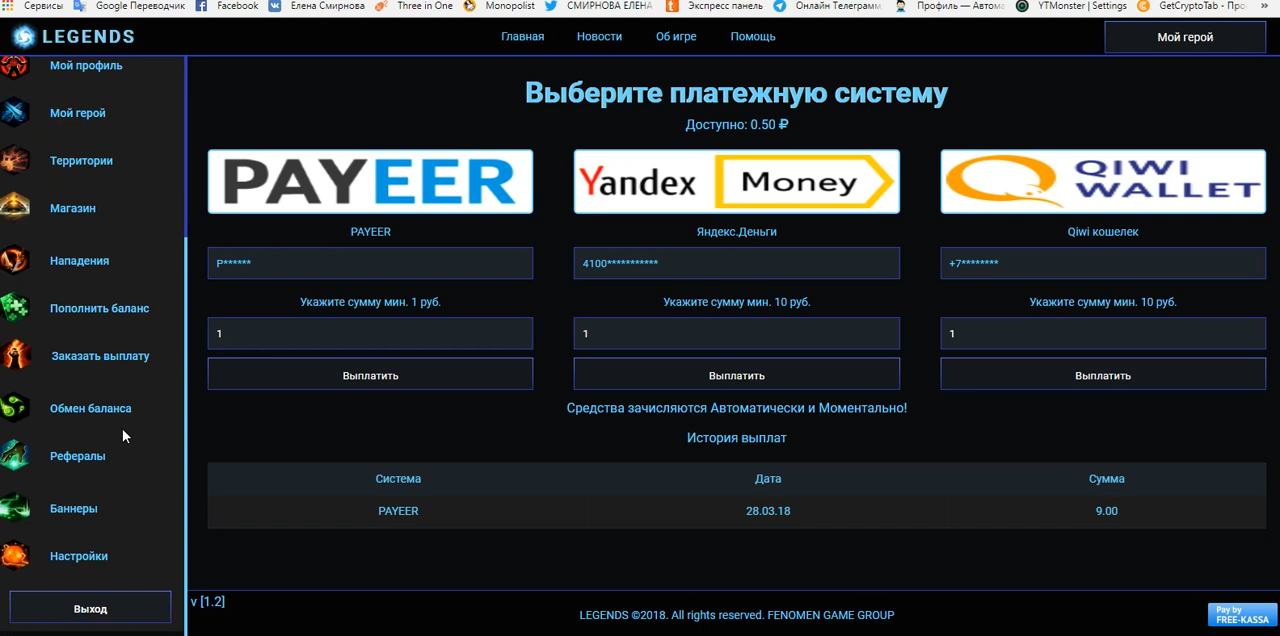 Сервисы Google Переводчик Facebook Елена Смирнова Three in One Monopolist СМИРНОВА ЕЛЕНА Экспресс панель Онлайн Телеграмм Профиль — Автома YTMonster | Settings GetCryptoTab - Про »
LEGENDS Главная Новости Об игре Помощь Мой герой
Мой профиль
Мой герой
Территории
Магазин
Нападения
Пополнить баланс
Заказать выплату
Обмен баланса
Рефералы
Баннеры
Настройки
Выход
Выберите платежную систему
Доступно: 0.50 ₽
PAYEER Yandex Money QIWI WALLET
PAYEER Яндекс.Деньги Qiwi кошелек
P****** 4100*********** +7********
Укажите сумму мин. 1 руб. Укажите сумму мин. 10 руб. Укажите сумму мин. 10 руб.
1 1 1
Выплатить Выплатить Выплатить
Средства зачисляются Автоматически и Моментально!
История выплат
Система Дата Сумма
PAYEER 28.03.18 9.00
v [1.2]
LEGENDS ©2018. All rights reserved. FENOMEN GAME GROUP
Pay by
FREE-KASSA